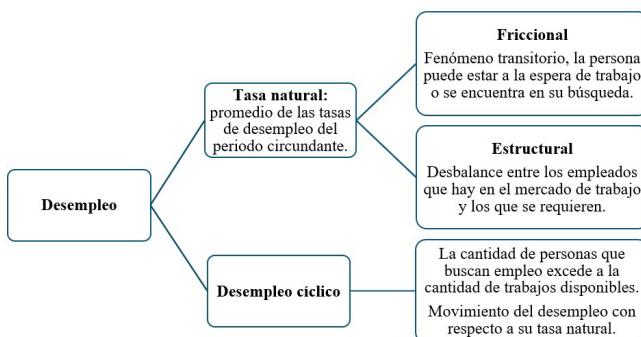 Desempleo
Tasa natural:
promedio de las tasas
de desempleo del
periodo circundante.
Friccional
Fenómeno transitorio, la persona
puede estar a la espera de trabajo
o se encuentra en su búsqueda.
Estructural
Desbalance entre los empleados
que hay en el mercado de trabajo
y los que se requieren.
Desempleo cíclico
La cantidad de personas que
buscan empleo excede a la
cantidad de trabajos disponibles.
Movimiento del desempleo con
respecto a su tasa natural.